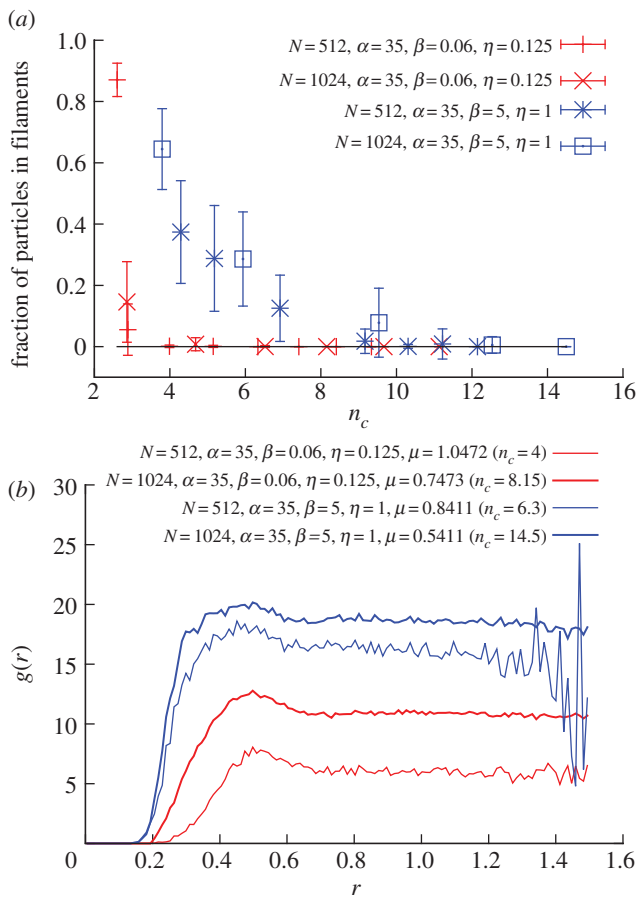 (a)
1.0
0.8
0.6
0.4
0.2
0
fraction of particles in filaments
N = 512, α = 35, β = 0.06, η = 0.125
N = 1024, α = 35, β = 0.06, η = 0.125
N = 512, α = 35, β = 5, η = 1
N = 1024, α = 35, β = 5, η = 1
2 4 6 8 10 12 14 16
n_c
(b)
N = 512, α = 35, β = 0.06, η = 0.125, μ = 1.0472 (n_c = 4)
N = 1024, α = 35, β = 0.06, η = 0.125, μ = 0.7473 (n_c = 8.15)
N = 512, α = 35, β = 5, η = 1, μ = 0.8411 (n_c = 6.3)
N = 1024, α = 35, β = 5, η = 1, μ = 0.5411 (n_c = 14.5)
30
25
20
15
10
5
g(r)
0 0.2 0.4 0.6 0.8 1.0 1.2 1.4 1.6
r